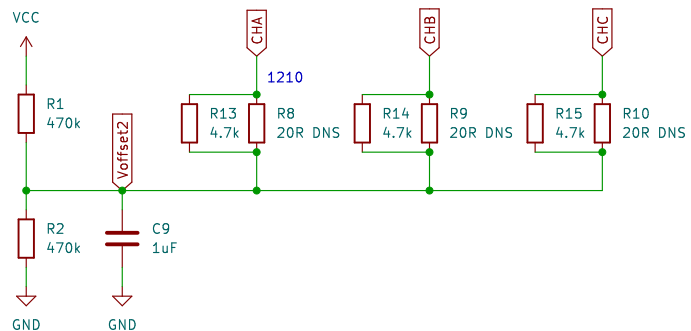 VCC
CHA
CHB
CHC
1210
R1
470k
R13
4.7k
R8
20R DNS
R14
4.7k
R9
20R DNS
R15
4.7k
R10
20R DNS
Voffset2
R2
470k
C9
1uF
GND
GND